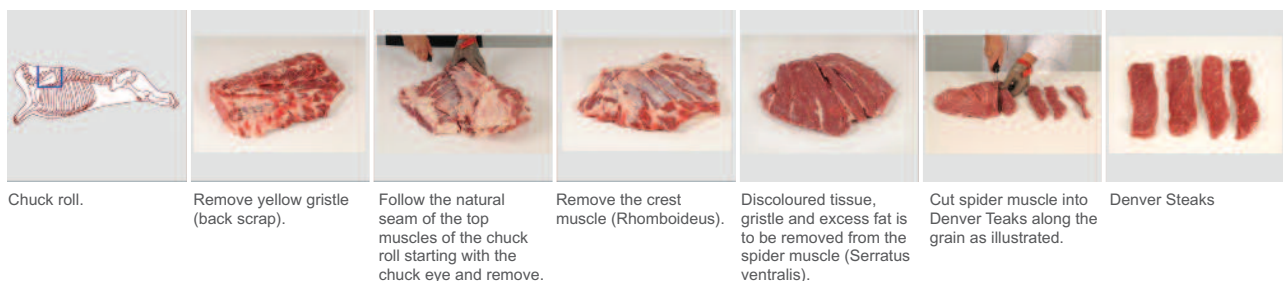 Chuck roll.
Remove yellow gristle
(back scrap).
Follow the natural
seam of the top
muscles of the chuck
roll starting with the
chuck eye and remove.
Remove the crest
muscle (Rhomboideus).
Discoloured tissue,
gristle and excess fat is
to be removed from the
spider muscle (Serratus
ventralis).
Cut spider muscle into
Denver Teaks along the
grain as illustrated.
Denver Steaks